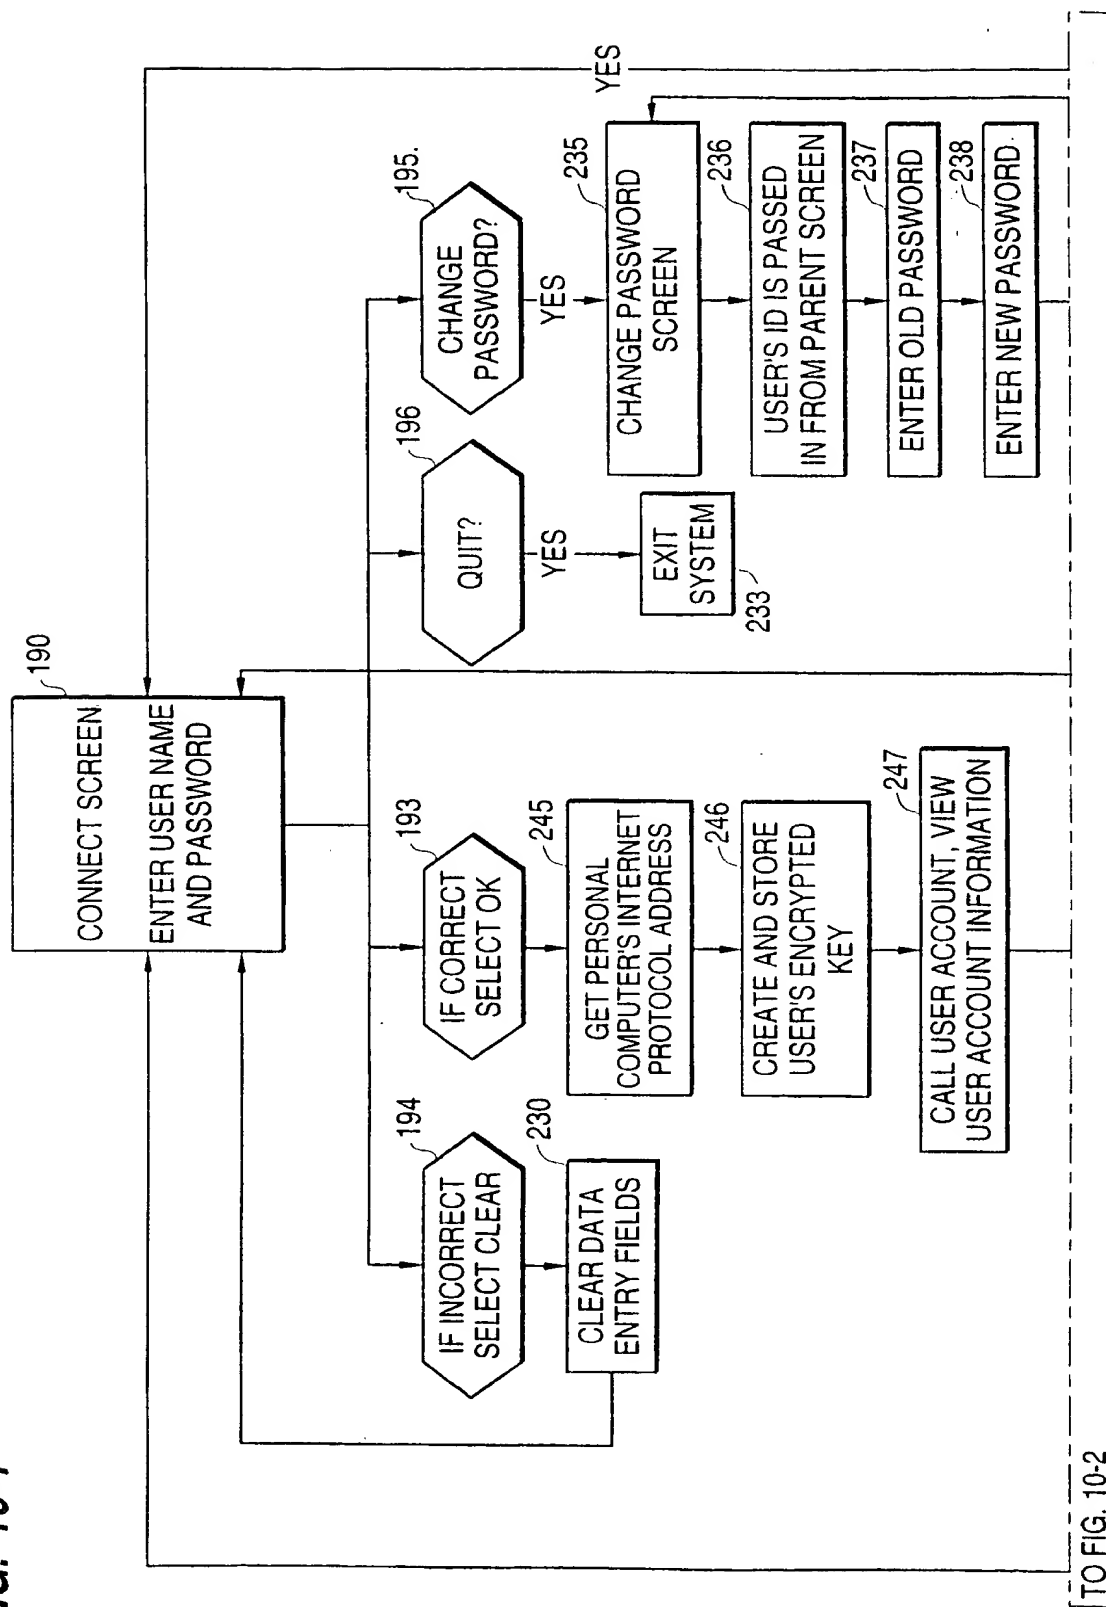 190
CONNECT SCREEN
ENTER USER NAME
AND PASSWORD
194
IF INCORRECT
SELECT CLEAR
193
IF CORRECT
SELECT OK
196
QUIT?
195.
CHANGE
PASSWORD?
YES
YES
YES
230
CLEAR DATA
ENTRY FIELDS
245
GET PERSONAL
COMPUTER'S INTERNET
PROTOCOL ADDRESS
EXIT
SYSTEM
233
235
CHANGE PASSWORD
SCREEN
246
CREATE AND STORE
USER'S ENCRYPTED
KEY
236
USER'S ID IS PASSED
IN FROM PARENT SCREEN
247
CALL USER ACCOUNT, VIEW
USER ACCOUNT INFORMATION
237
ENTER OLD PASSWORD
238
ENTER NEW PASSWORD.
TO FIG. 10-2